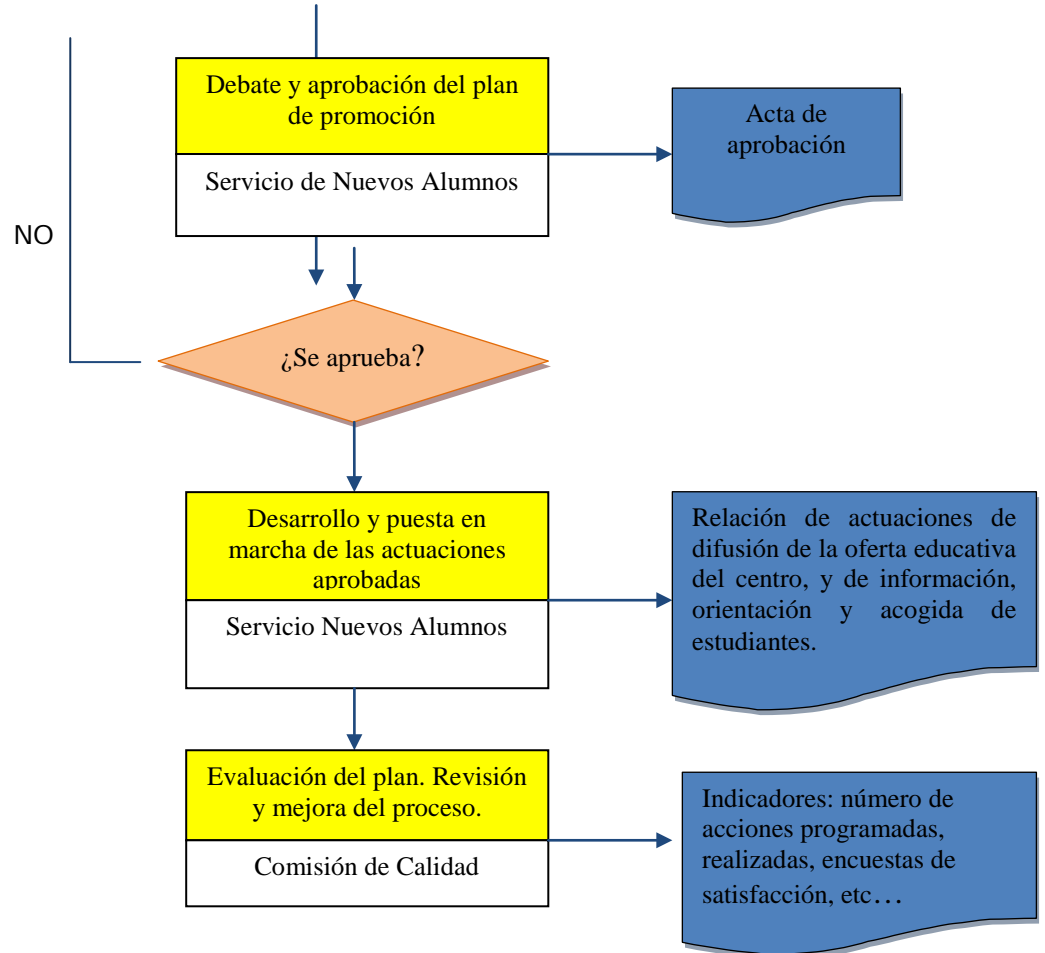 Debate y aprobación del plan
de promoción
Servicio de Nuevos Alumnos
Acta de
aprobación
NO
¿Se aprueba?
Desarrollo y puesta en
marcha de las actuaciones
aprobadas
Servicio Nuevos Alumnos
Relación de actuaciones de
difusión de la oferta educativa
del centro, y de información,
orientación y acogida de
estudiantes.
Evaluación del plan. Revisión
y mejora del proceso.
Comisión de Calidad
Indicadores: número de
acciones programadas,
realizadas, encuestas de
satisfacción, etc…